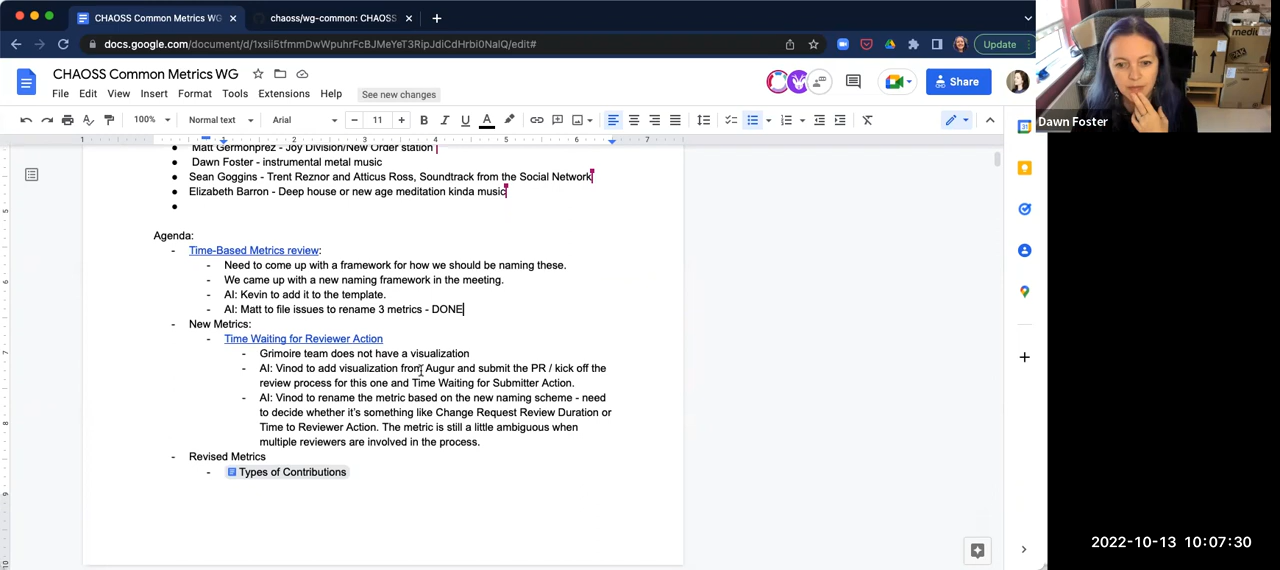 CHAOSS Common Metrics WG
chaoss/wg-common: CHAOSS
docs.google.com/document/d/1xsii5tfmmDwWpuhrFcBJMeYeT3RipJdiCdHrbi0NalQ/edit#
Update
CHAOSS Common Metrics WG
File Edit View Insert Format Tools Extensions Help See new changes
Share
100% Normal text Arial 11
Matt Germonprez - Joy Division/New Order station
Dawn Foster - instrumental metal music
Sean Goggins - Trent Reznor and Atticus Ross, Soundtrack from the Social Network
Elizabeth Barron - Deep house or new age meditation kinda music
Agenda:
- Time-Based Metrics review:
- Need to come up with a framework for how we should be naming these.
- We came up with a new naming framework in the meeting.
- AI: Kevin to add it to the template.
- AI: Matt to file issues to rename 3 metrics - DONE
- New Metrics:
- Time Waiting for Reviewer Action
- Grimoire team does not have a visualization
- AI: Vinod to add visualization from Augur and submit the PR / kick off the
review process for this one and Time Waiting for Submitter Action.
- AI: Vinod to rename the metric based on the new naming scheme - need
to decide whether it's something like Change Request Review Duration or
Time to Reviewer Action. The metric is still a little ambiguous when
multiple reviewers are involved in the process.
- Revised Metrics
- Types of Contributions
Dawn Foster
2022-10-13 10:07:30